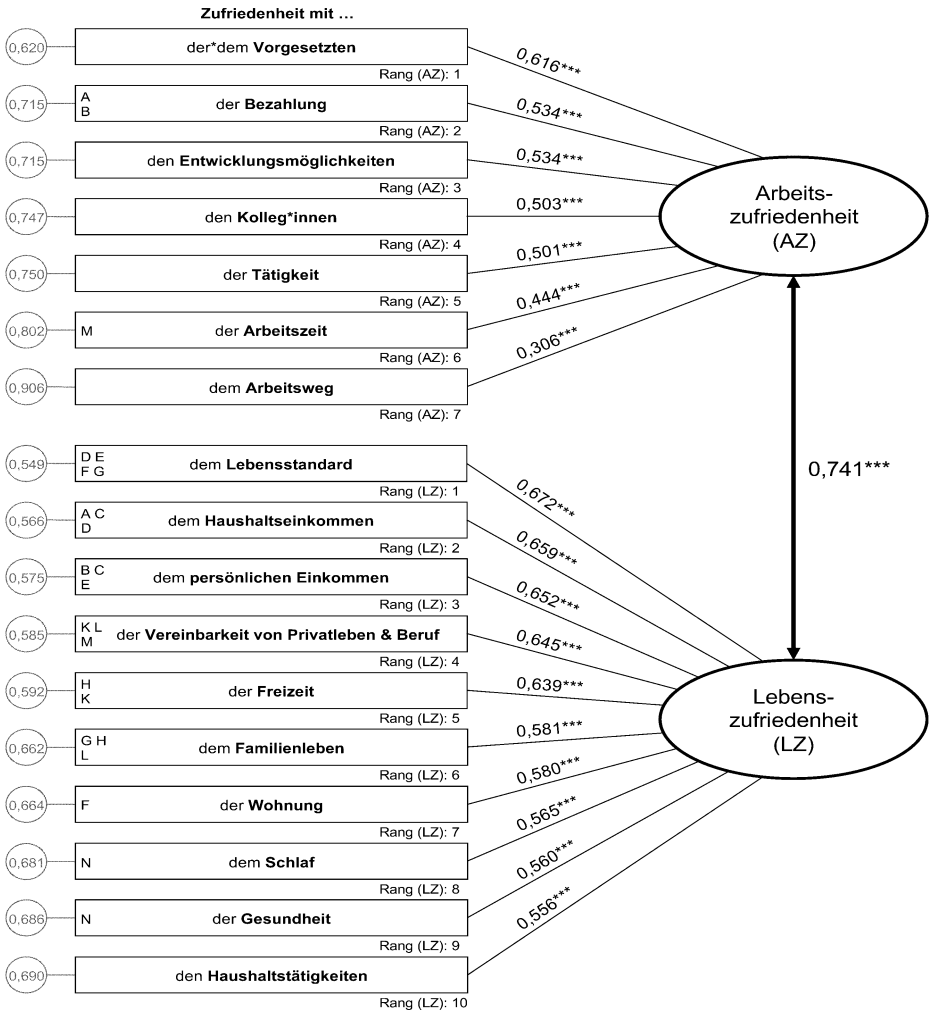 Zufriedenheit mit …
0,620
der*dem Vorgesetzten
0,616***
Rang (AZ): 1
0,715
A
B
der Bezahlung
0,534***
Rang (AZ): 2
0,715
den Entwicklungsmöglichkeiten
0,534***
Rang (AZ): 3
0,747
den Kolleg*innen
0,503***
Rang (AZ): 4
0,750
der Tätigkeit
0,501***
Rang (AZ): 5
0,802
M
der Arbeitszeit
0,444***
Rang (AZ): 6
0,906
dem Arbeitsweg
0,306***
Rang (AZ): 7
Arbeits-
zufriedenheit
(AZ)
0,741***
0,549
D E
F G
dem Lebensstandard
0,672***
Rang (LZ): 1
0,566
A C
D
dem Haushaltseinkommen
0,659***
Rang (LZ): 2
0,575
B C
E
dem persönlichen Einkommen
0,652***
Rang (LZ): 3
0,585
K L
M
der Vereinbarkeit von Privatleben & Beruf
0,645***
Rang (LZ): 4
0,592
H
K
der Freizeit
0,639***
Rang (LZ): 5
0,662
G H
L
dem Familienleben
0,581***
Rang (LZ): 6
0,664
F
der Wohnung
0,580***
Rang (LZ): 7
0,681
N
dem Schlaf
0,565***
Rang (LZ): 8
0,686
N
der Gesundheit
0,560***
Rang (LZ): 9
0,690
den Haushaltstätigkeiten
0,556***
Rang (LZ): 10
Lebens-
zufriedenheit
(LZ)